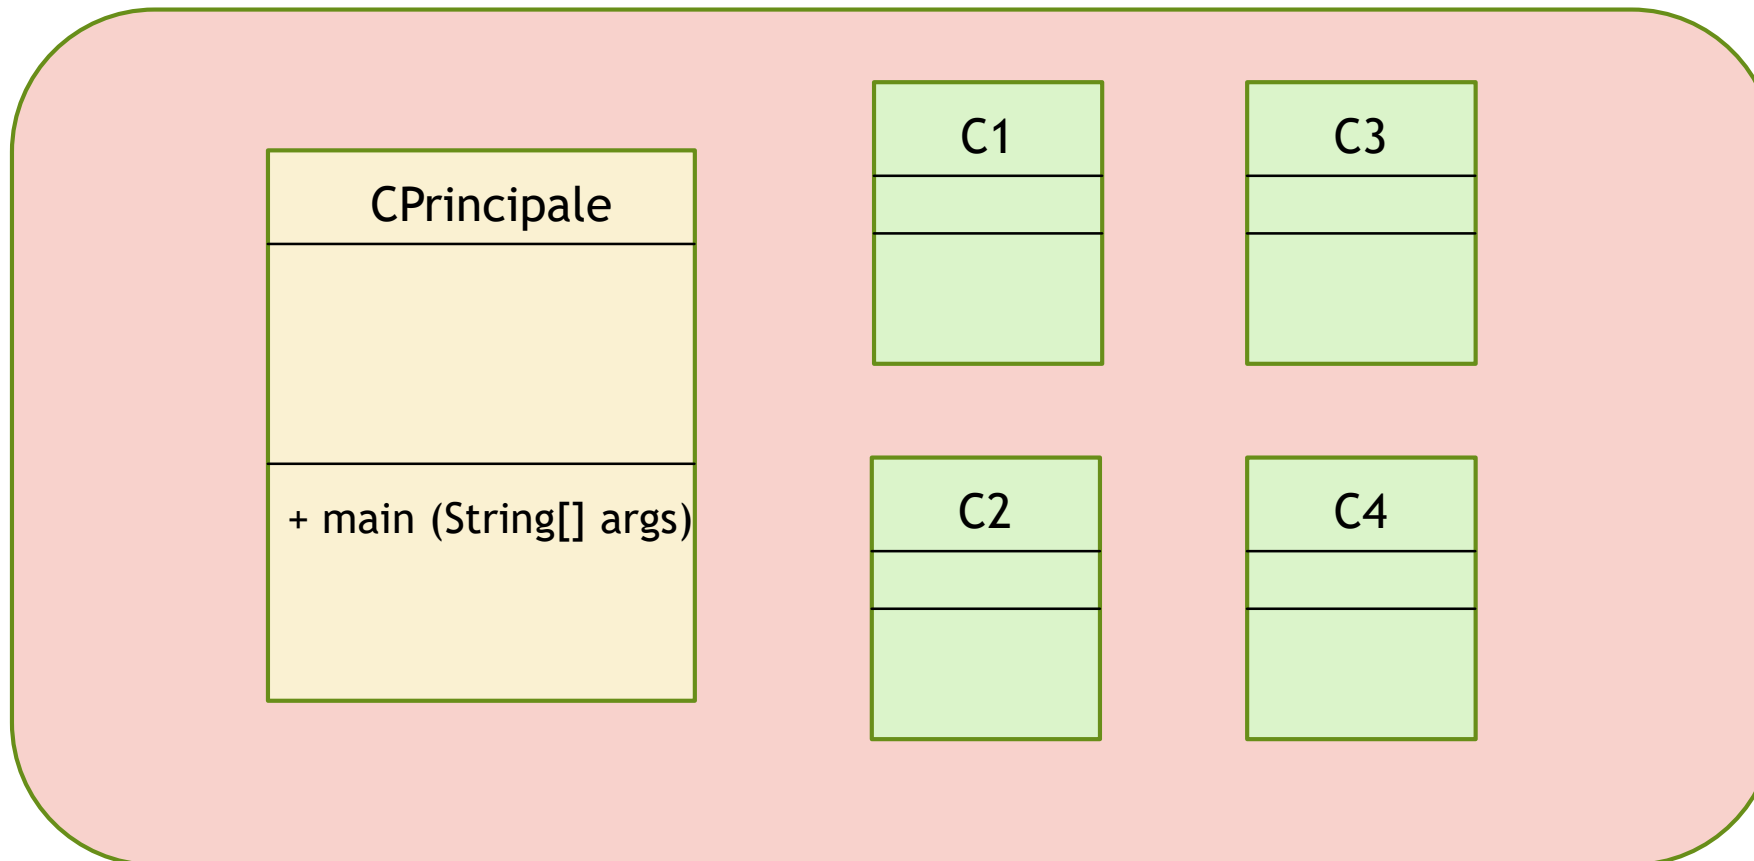 CPrincipale
+ main (String[] args)
C1
C3
C2
C4